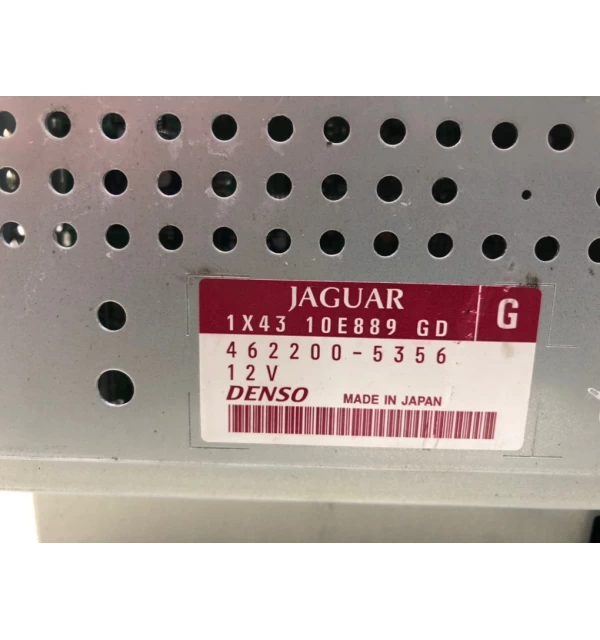 JAGUAR
1X43 10E889 GD
G
462200-5356
12V
DENSO MADE IN JAPAN